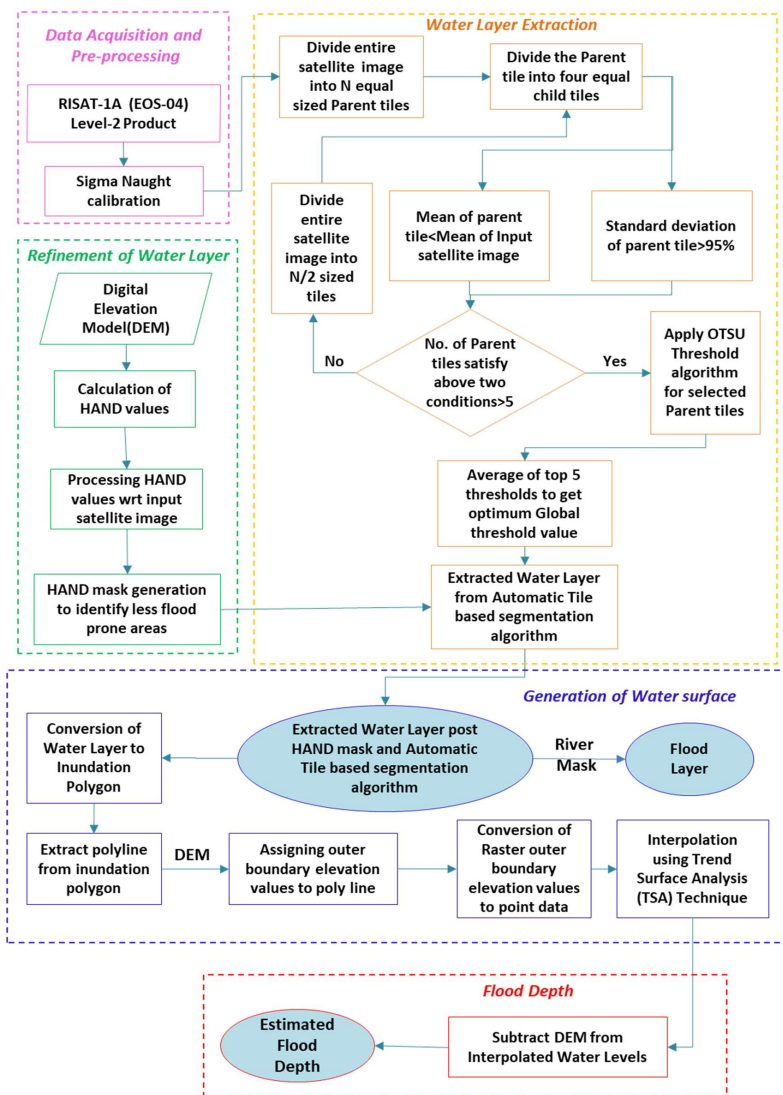 Data Acquisition and
Pre-processing
RISAT-1A (EOS-04)
Level-2 Product
Sigma Naught
calibration
Water Layer Extraction
Divide entire
satellite image
into N equal
sized Parent tiles
Divide the Parent
tile into four equal
child tiles
Divide
entire
satellite
image into
N/2 sized
tiles
Mean of parent
tile<Mean of Input
satellite image
Standard deviation
of parent tile>95%
No. of Parent
tiles satisfy
above two
conditions>5
No
Yes
Apply OTSU
Threshold
algorithm
for selected
Parent tiles
Average of top 5
thresholds to get
optimum Global
threshold value
Extracted Water Layer
from Automatic Tile
based segmentation
algorithm
Refinement of Water Layer
Digital
Elevation
Model(DEM)
Calculation of
HAND values
Processing HAND
values wrt input
satellite image
HAND mask generation
to identify less flood
prone areas
Generation of Water surface
Extracted Water Layer post
HAND mask and Automatic
Tile based segmentation
algorithm
River
Mask
Flood
Layer
Conversion of
Water Layer to
Inundation
Polygon
Extract polyline
from inundation
polygon
DEM
Assigning outer
boundary elevation
values to poly line
Conversion of
Raster outer
boundary
elevation values
to point data
Interpolation
using Trend
Surface Analysis
(TSA) Technique
Flood Depth
Subtract DEM from
Interpolated Water Levels
Estimated
Flood
Depth